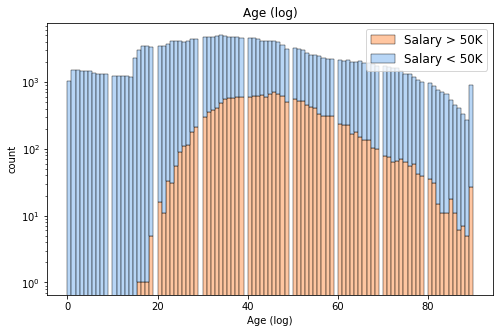 Age (log)
Salary > 50K
Salary < 50K
count
10³
10²
10¹
10⁰
0 20 40 60 80
Age (log)